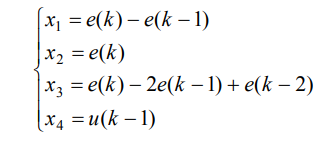 x₁ = e(k) − e(k − 1)
x₂ = e(k)
x₃ = e(k) − 2e(k − 1) + e(k − 2)
x₄ = u(k − 1)